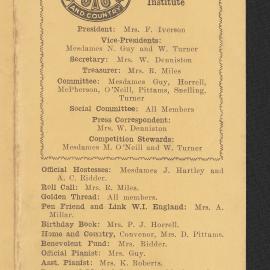 AND COUNTRY
Institute
President: Mrs. F. Iverson
Vice-Presidents:
Mesdames N. Guy and W. Turner
Secretary: Mrs. W. Denniston
Treasurer: Mrs. R. Miles
Committee: Mesdames Guy, Horrell,
McPherson, O'Neill, Pittams, Snelling,
Turner
Social Committee: All Members
Press Correspondent:
Mrs. W. Denniston
Competition Stewards:
Mesdames M. O'Neill and W. Turner
Official Hostesses: Mesdames J. Hartley and
A. C. Ridder.
Roll Call: Mrs. R. Miles.
Golden Thread: All members.
Pen Friend and Link W.I. England: Mrs. A.
Millar.
Birthday Book: Mrs. P. J. Horrell.
Home and Country, Convenor, Mrs. D. Pittams.
Benevolent Fund: Mrs. Ridder.
Official Pianist: Mrs. Guy.
Asst. Pianist: Mrs. K. Roberts.